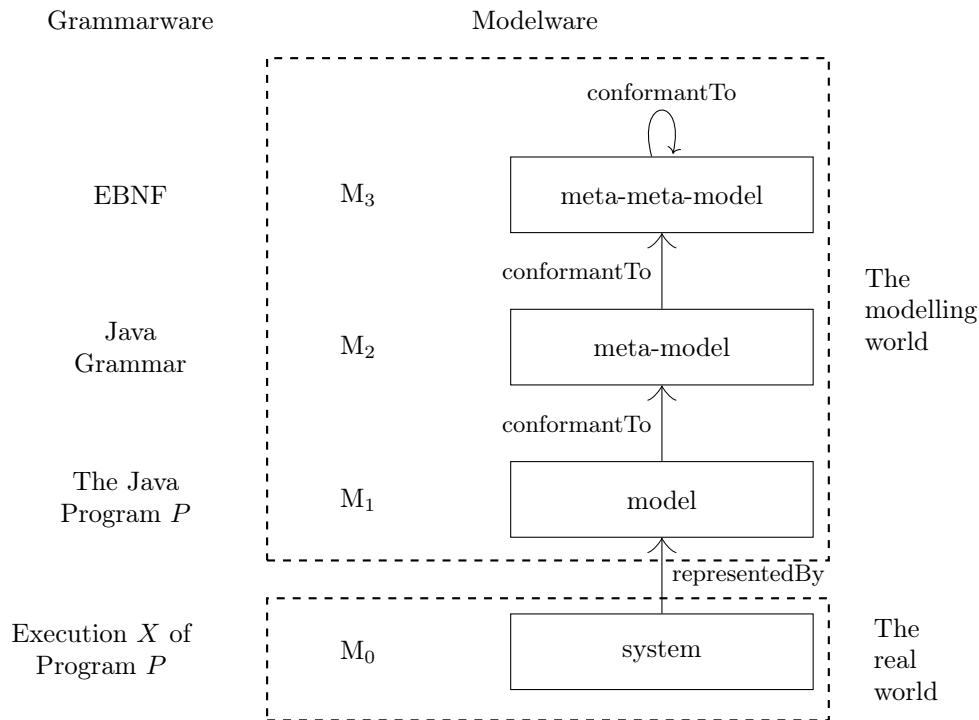 Grammarware
Modelware
conformantTo
EBNF
M₃
meta-meta-model
conformantTo
The
modelling
world
Java
Grammar
M₂
meta-model
conformantTo
The Java
Program P
M₁
model
representedBy
Execution X of
Program P
M₀
system
The
real
world